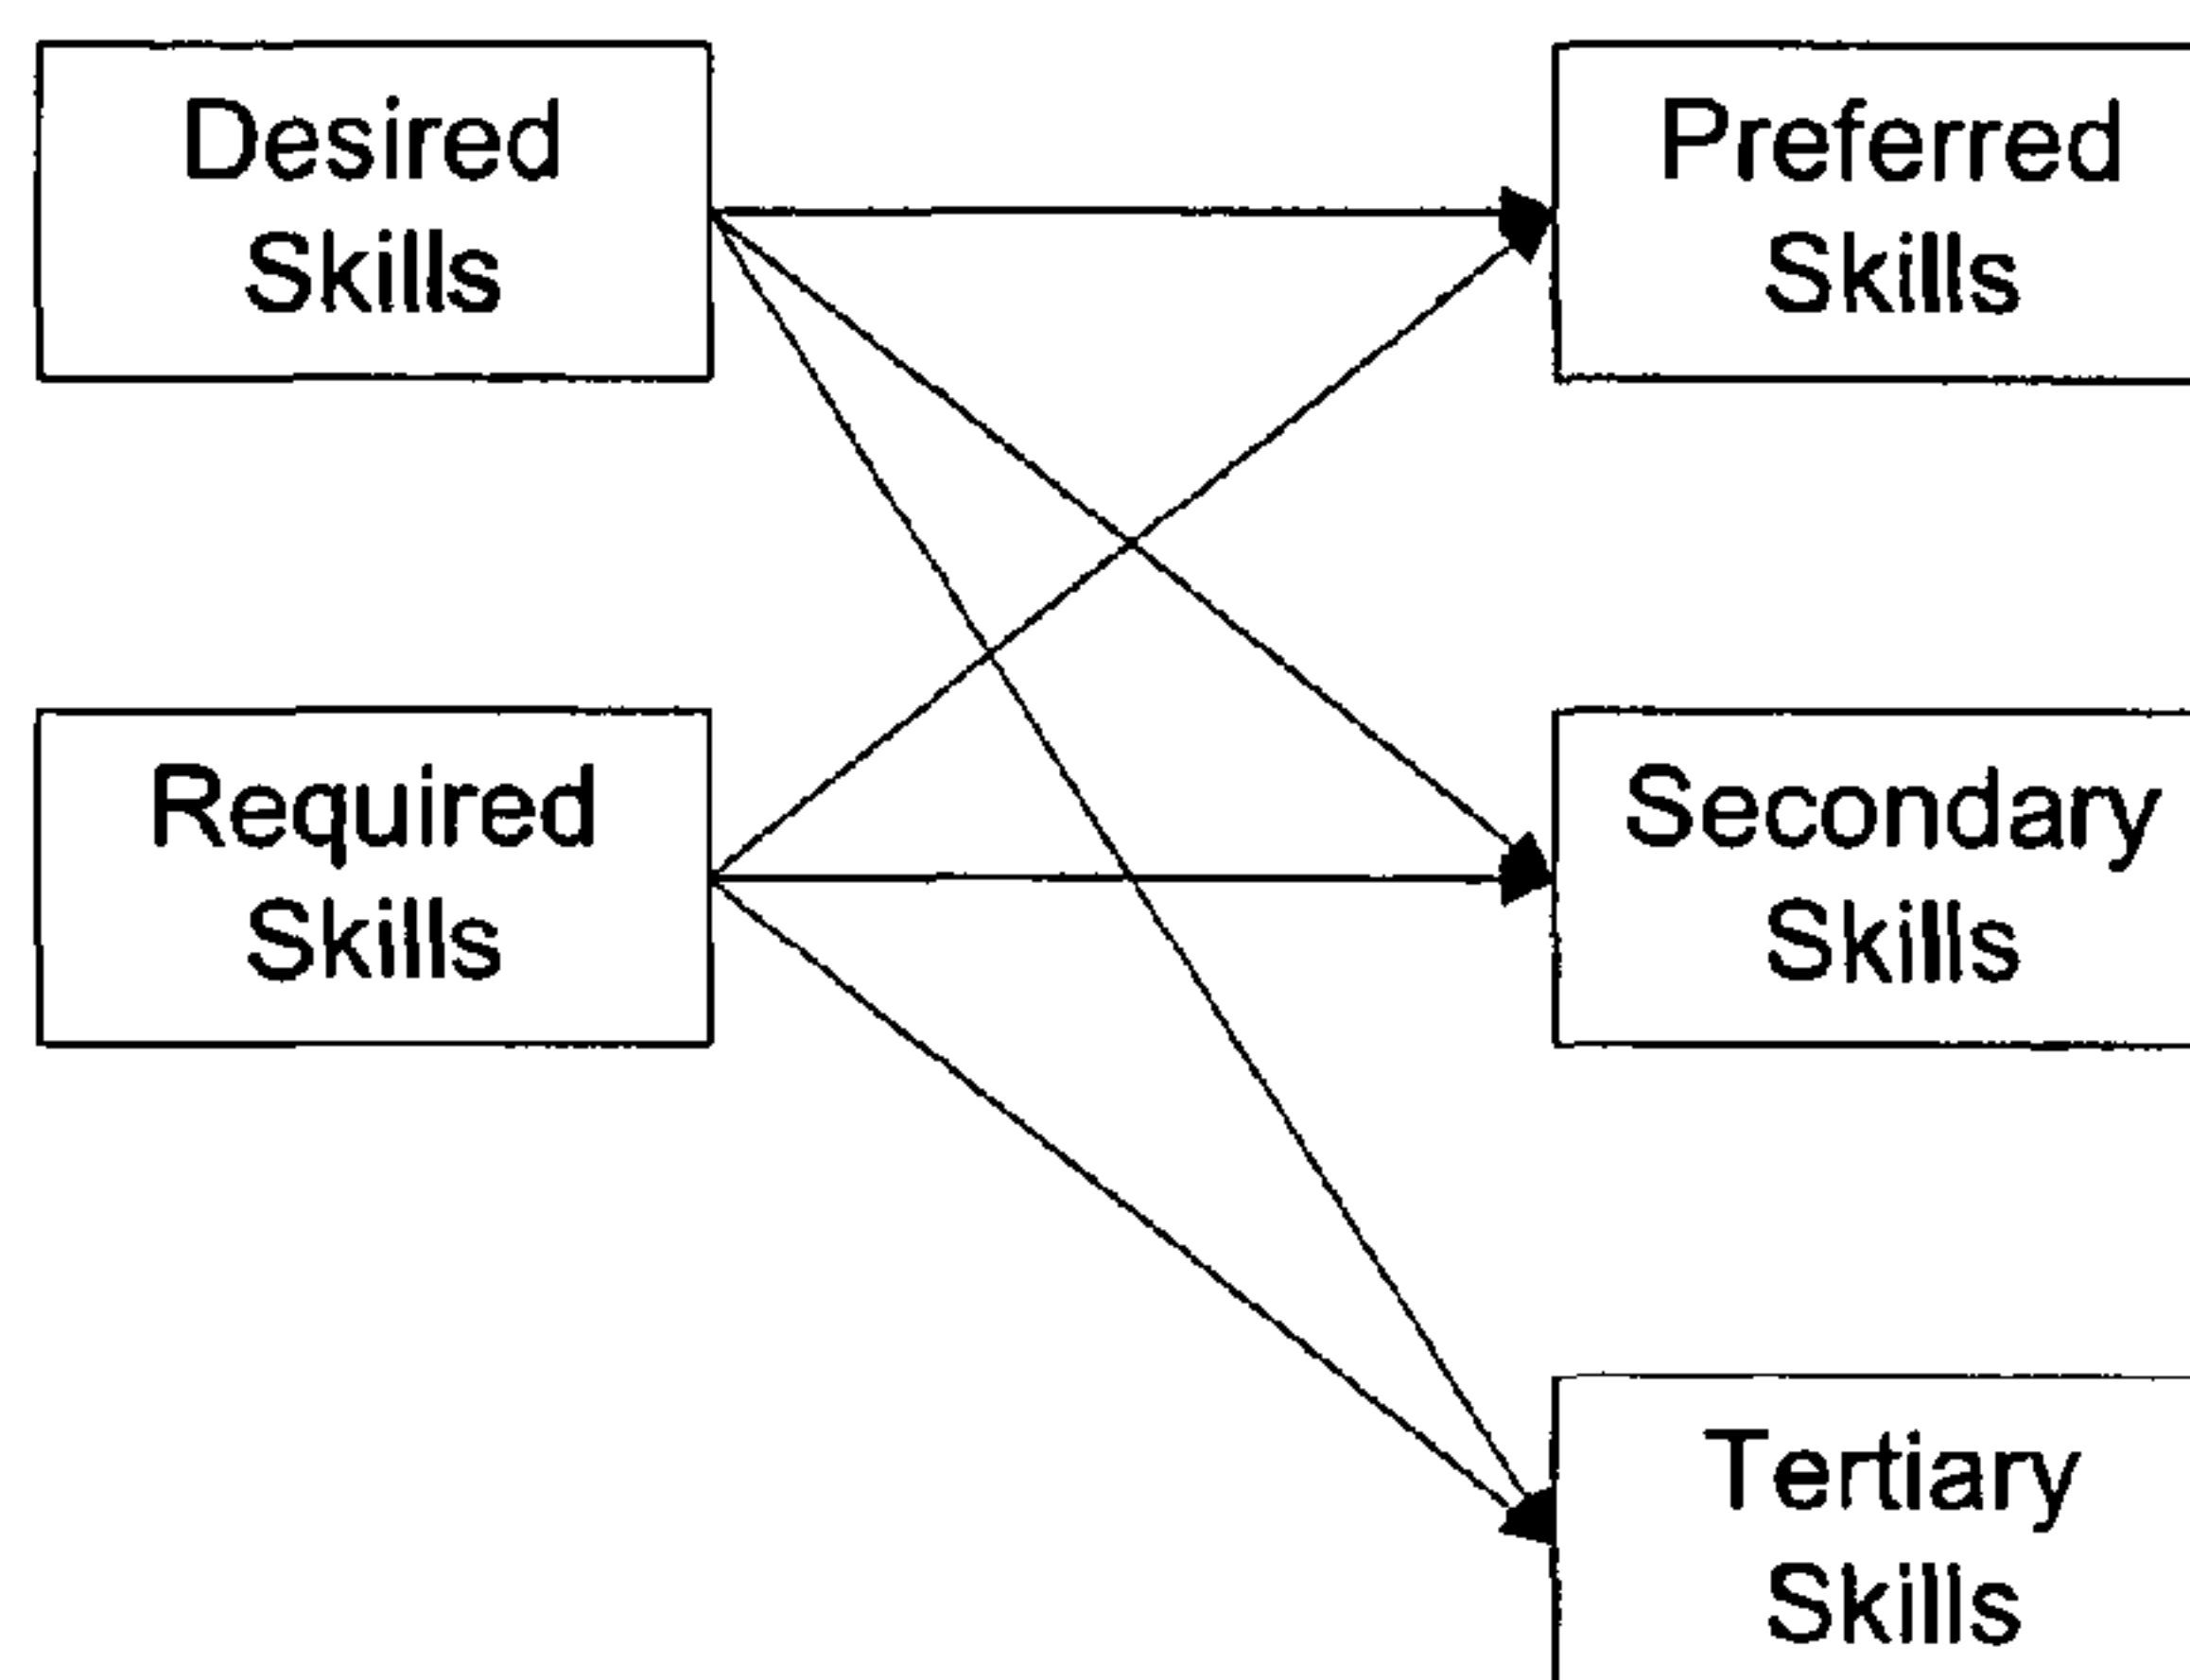 Desired
Skills
Preferred
Skills
Required
Skills
Secondary
Skills
Tertiary
Skills